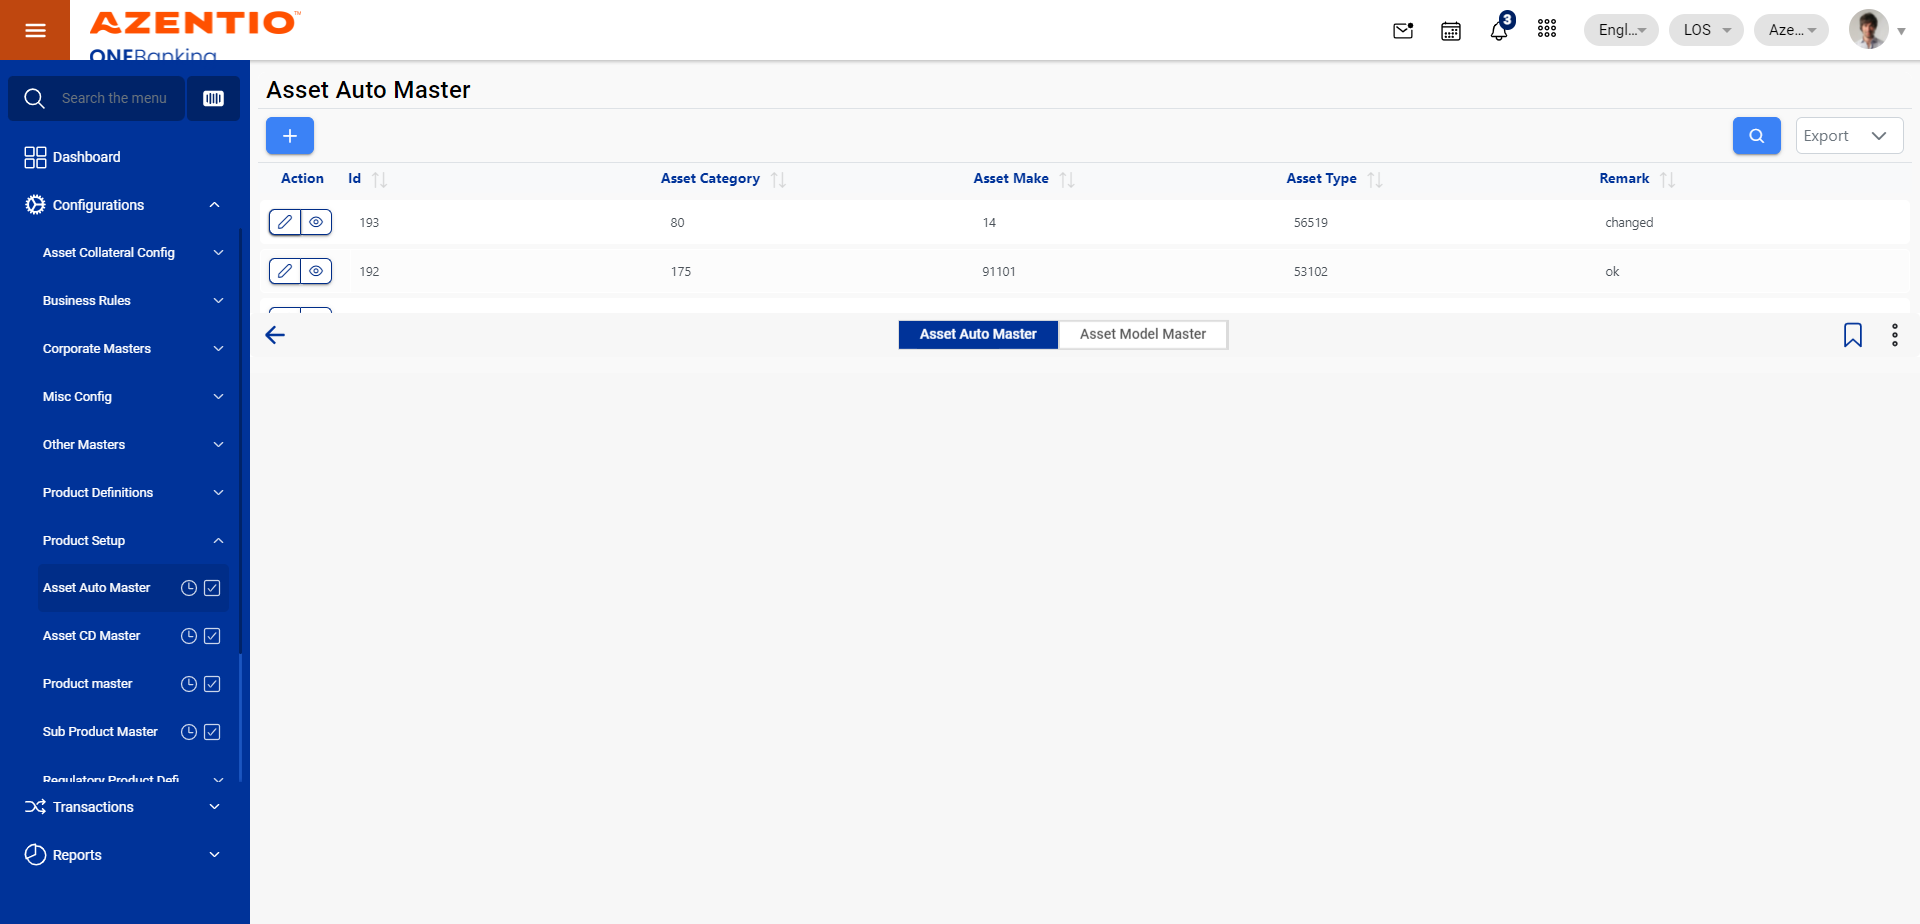 AZENTIO™
ONEBanking
3
Engl...
LOS
Aze...
Search the menu
Dashboard
Configurations
Asset Collateral Config
Business Rules
Corporate Masters
Misc Config
Other Masters
Product Definitions
Product Setup
Asset Auto Master
Asset CD Master
Product master
Sub Product Master
Regulatory Product Defi
Transactions
Reports
Asset Auto Master
Export
Action Id Asset Category Asset Make Asset Type Remark
193 80 14 56519 changed
192 175 91101 53102 ok
Asset Auto Master Asset Model Master